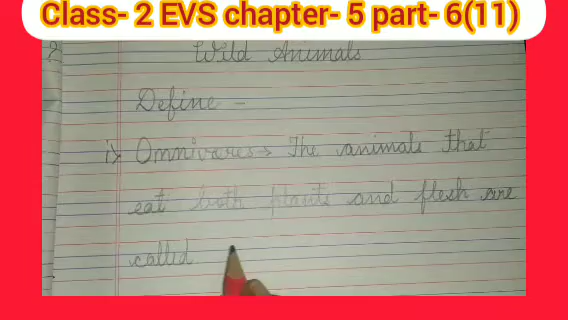 Class- 2 EVS chapter- 5 part- 6(11)
Wild Animals
Define -
i> Omnivores → The animals that
eat both plants and flesh are
called